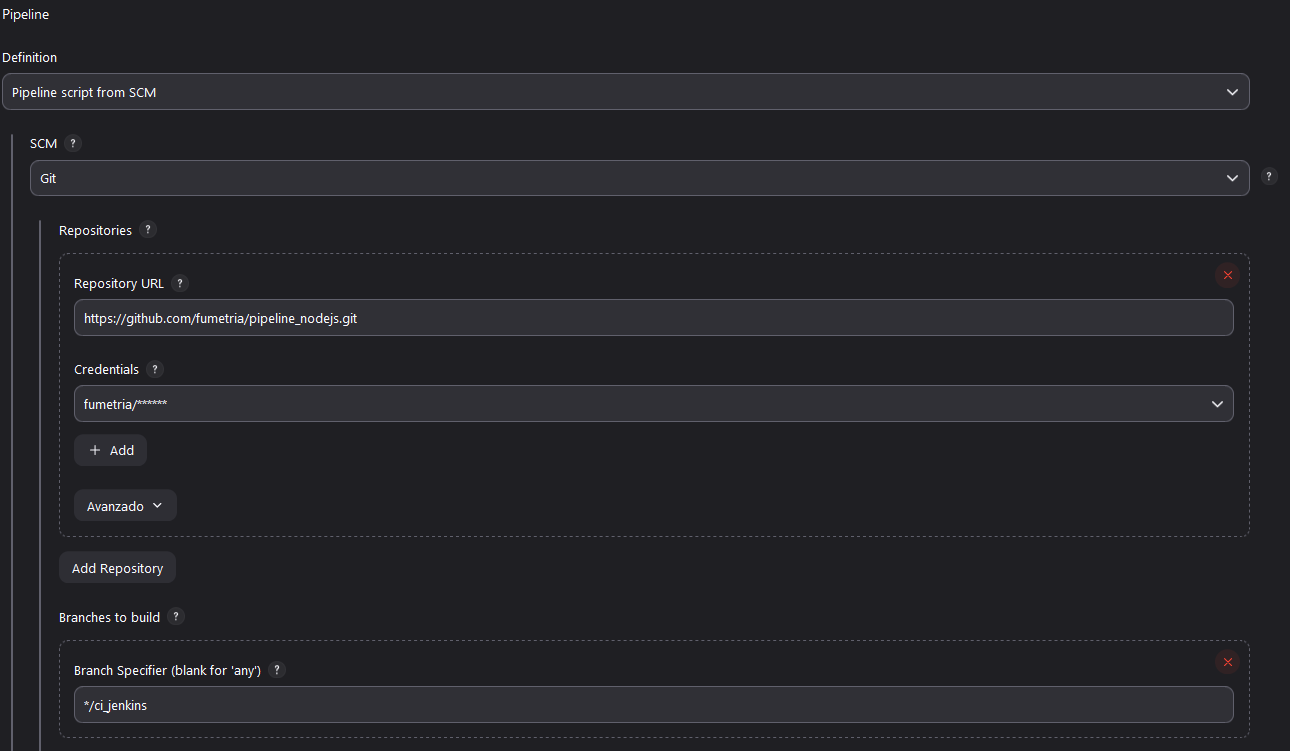 Pipeline
Definition
Pipeline script from SCM
SCM ?
Git
?
Repositories ?
Repository URL ?
https://github.com/fumetria/pipeline_nodejs.git
Credentials ?
fumetria/******
+ Add
Avanzado
Add Repository
Branches to build ?
Branch Specifier (blank for 'any') ?
*/ci_jenkins